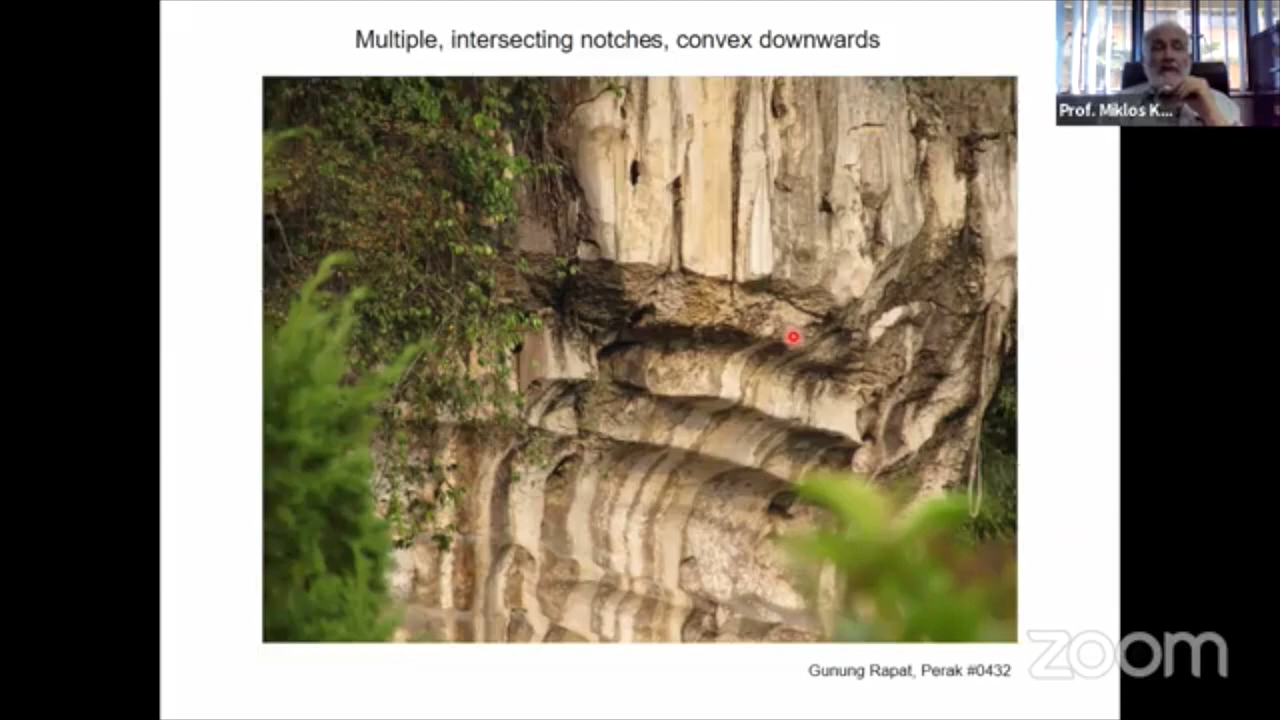 Multiple, intersecting notches, convex downwards
Prof. Miklos K...
Gunung Rapat, Perak #0432
zoom